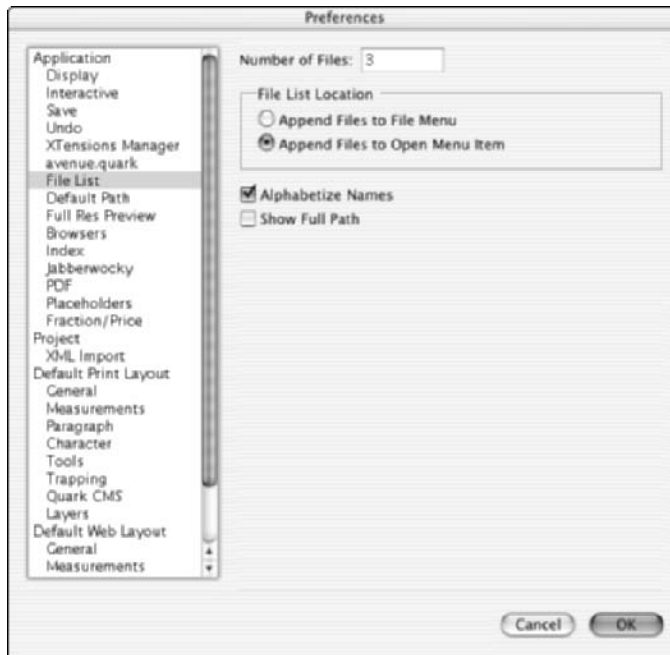 Preferences
Application
Display
Interactive
Save
Undo
XTensions Manager
avenue.quark
File List
Default Path
Full Res Preview
Browsers
Index
Jabberwocky
PDF
Placeholders
Fraction/Price
Project
XML Import
Default Print Layout
General
Measurements
Paragraph
Character
Tools
Trapping
Quark CMS
Layers
Default Web Layout
General
Measurements
Number of Files: 3
File List Location
Append Files to File Menu
Append Files to Open Menu Item
Alphabetize Names
Show Full Path
Cancel
OK